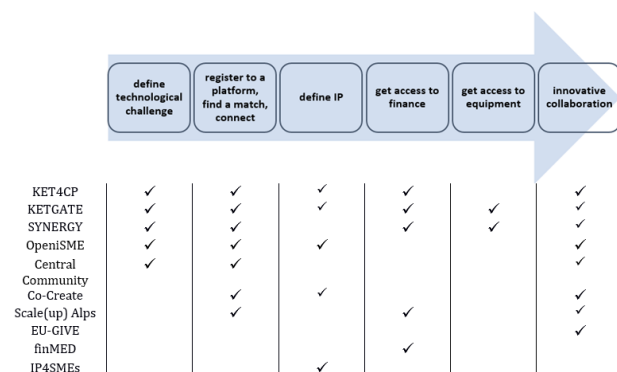 define
technological
challenge
register to a
platform,
find a match,
connect
define IP
get access to
finance
get access to
equipment
innovative
collaboration
KET4CP ✓ ✓ ✓ ✓ ✓
KETGATE ✓ ✓ ✓ ✓ ✓ ✓
SYNERGY ✓ ✓ ✓ ✓ ✓
OpeniSME ✓ ✓ ✓ ✓
Central ✓ ✓ ✓
Community
Co-Create ✓ ✓ ✓
Scale(up) Alps ✓ ✓ ✓
EU-GIVE ✓
finMED ✓
IP4SMEs ✓